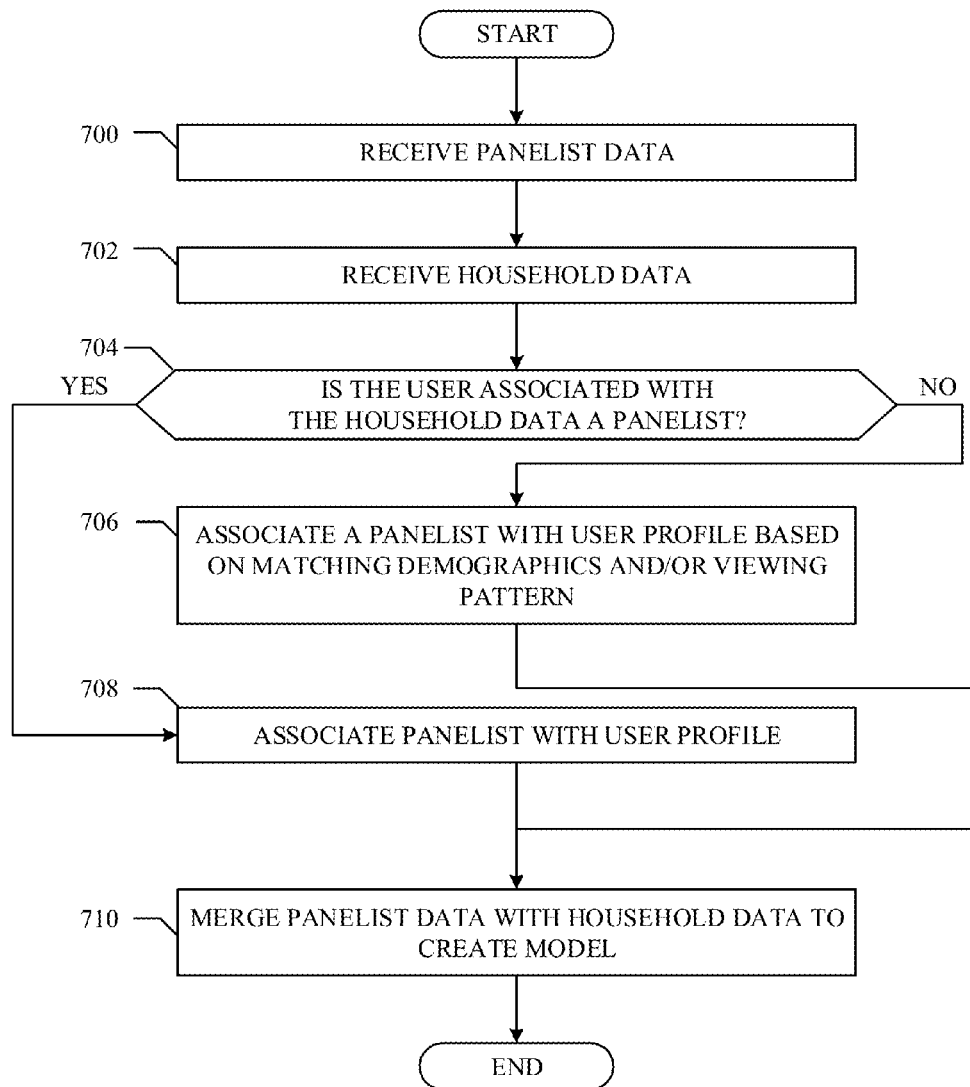 START
700
RECEIVE PANELIST DATA
702
RECEIVE HOUSEHOLD DATA
704
YES
IS THE USER ASSOCIATED WITH
THE HOUSEHOLD DATA A PANELIST?
NO
706
ASSOCIATE A PANELIST WITH USER PROFILE BASED
ON MATCHING DEMOGRAPHICS AND/OR VIEWING
PATTERN
708
ASSOCIATE PANELIST WITH USER PROFILE
710
MERGE PANELIST DATA WITH HOUSEHOLD DATA TO
CREATE MODEL
END